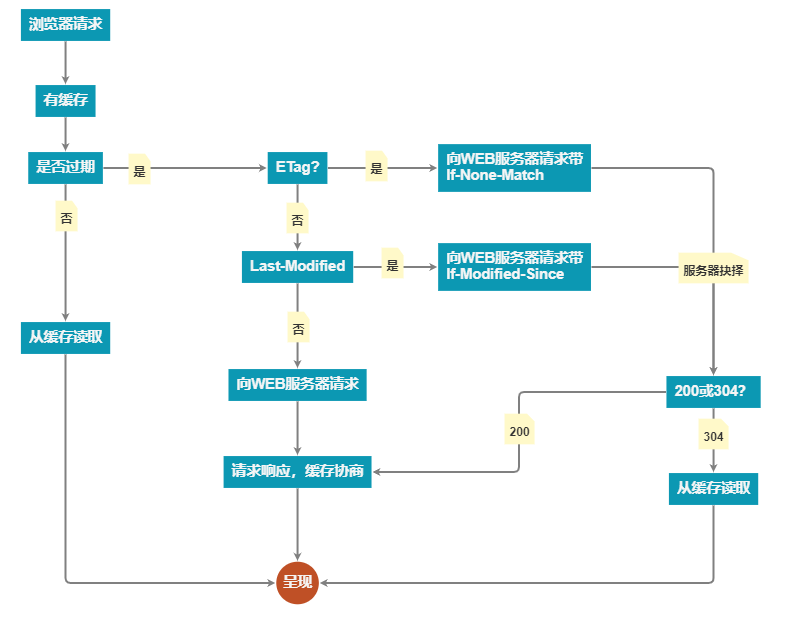 浏览器请求
有缓存
是否过期
是
ETag?
是
向WEB服务器请求带
If-None-Match
否
否
Last-Modified
是
向WEB服务器请求带
If-Modified-Since
服务器抉择
否
从缓存读取
向WEB服务器请求
200或304?
200
304
请求响应，缓存协商
从缓存读取
呈现